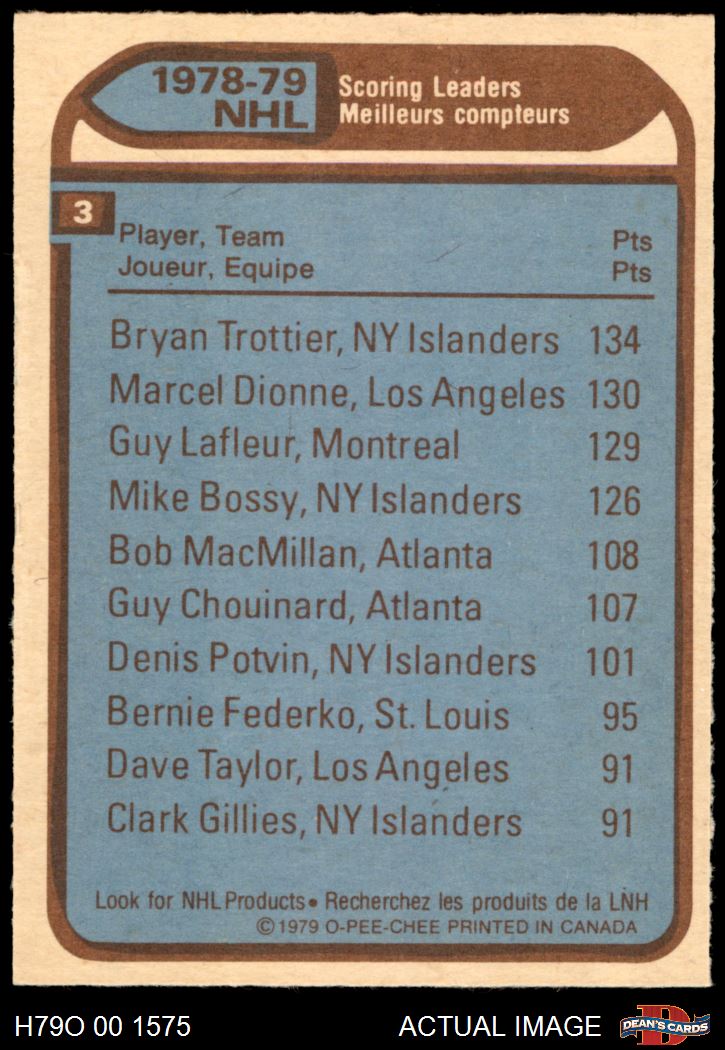 1978-79 NHL
Scoring Leaders
Meilleurs compteurs
3
Player, Team Pts
Joueur, Equipe Pts
Bryan Trottier, NY Islanders 134
Marcel Dionne, Los Angeles 130
Guy Lafleur, Montreal 129
Mike Bossy, NY Islanders 126
Bob MacMillan, Atlanta 108
Guy Chouinard, Atlanta 107
Denis Potvin, NY Islanders 101
Bernie Federko, St. Louis 95
Dave Taylor, Los Angeles 91
Clark Gillies, NY Islanders 91
Look for NHL Products • Recherchez les produits de la LNH
© 1979 O-PEE-CHEE PRINTED IN CANADA
H79O 00 1575 ACTUAL IMAGE D DEAN'S CARDS